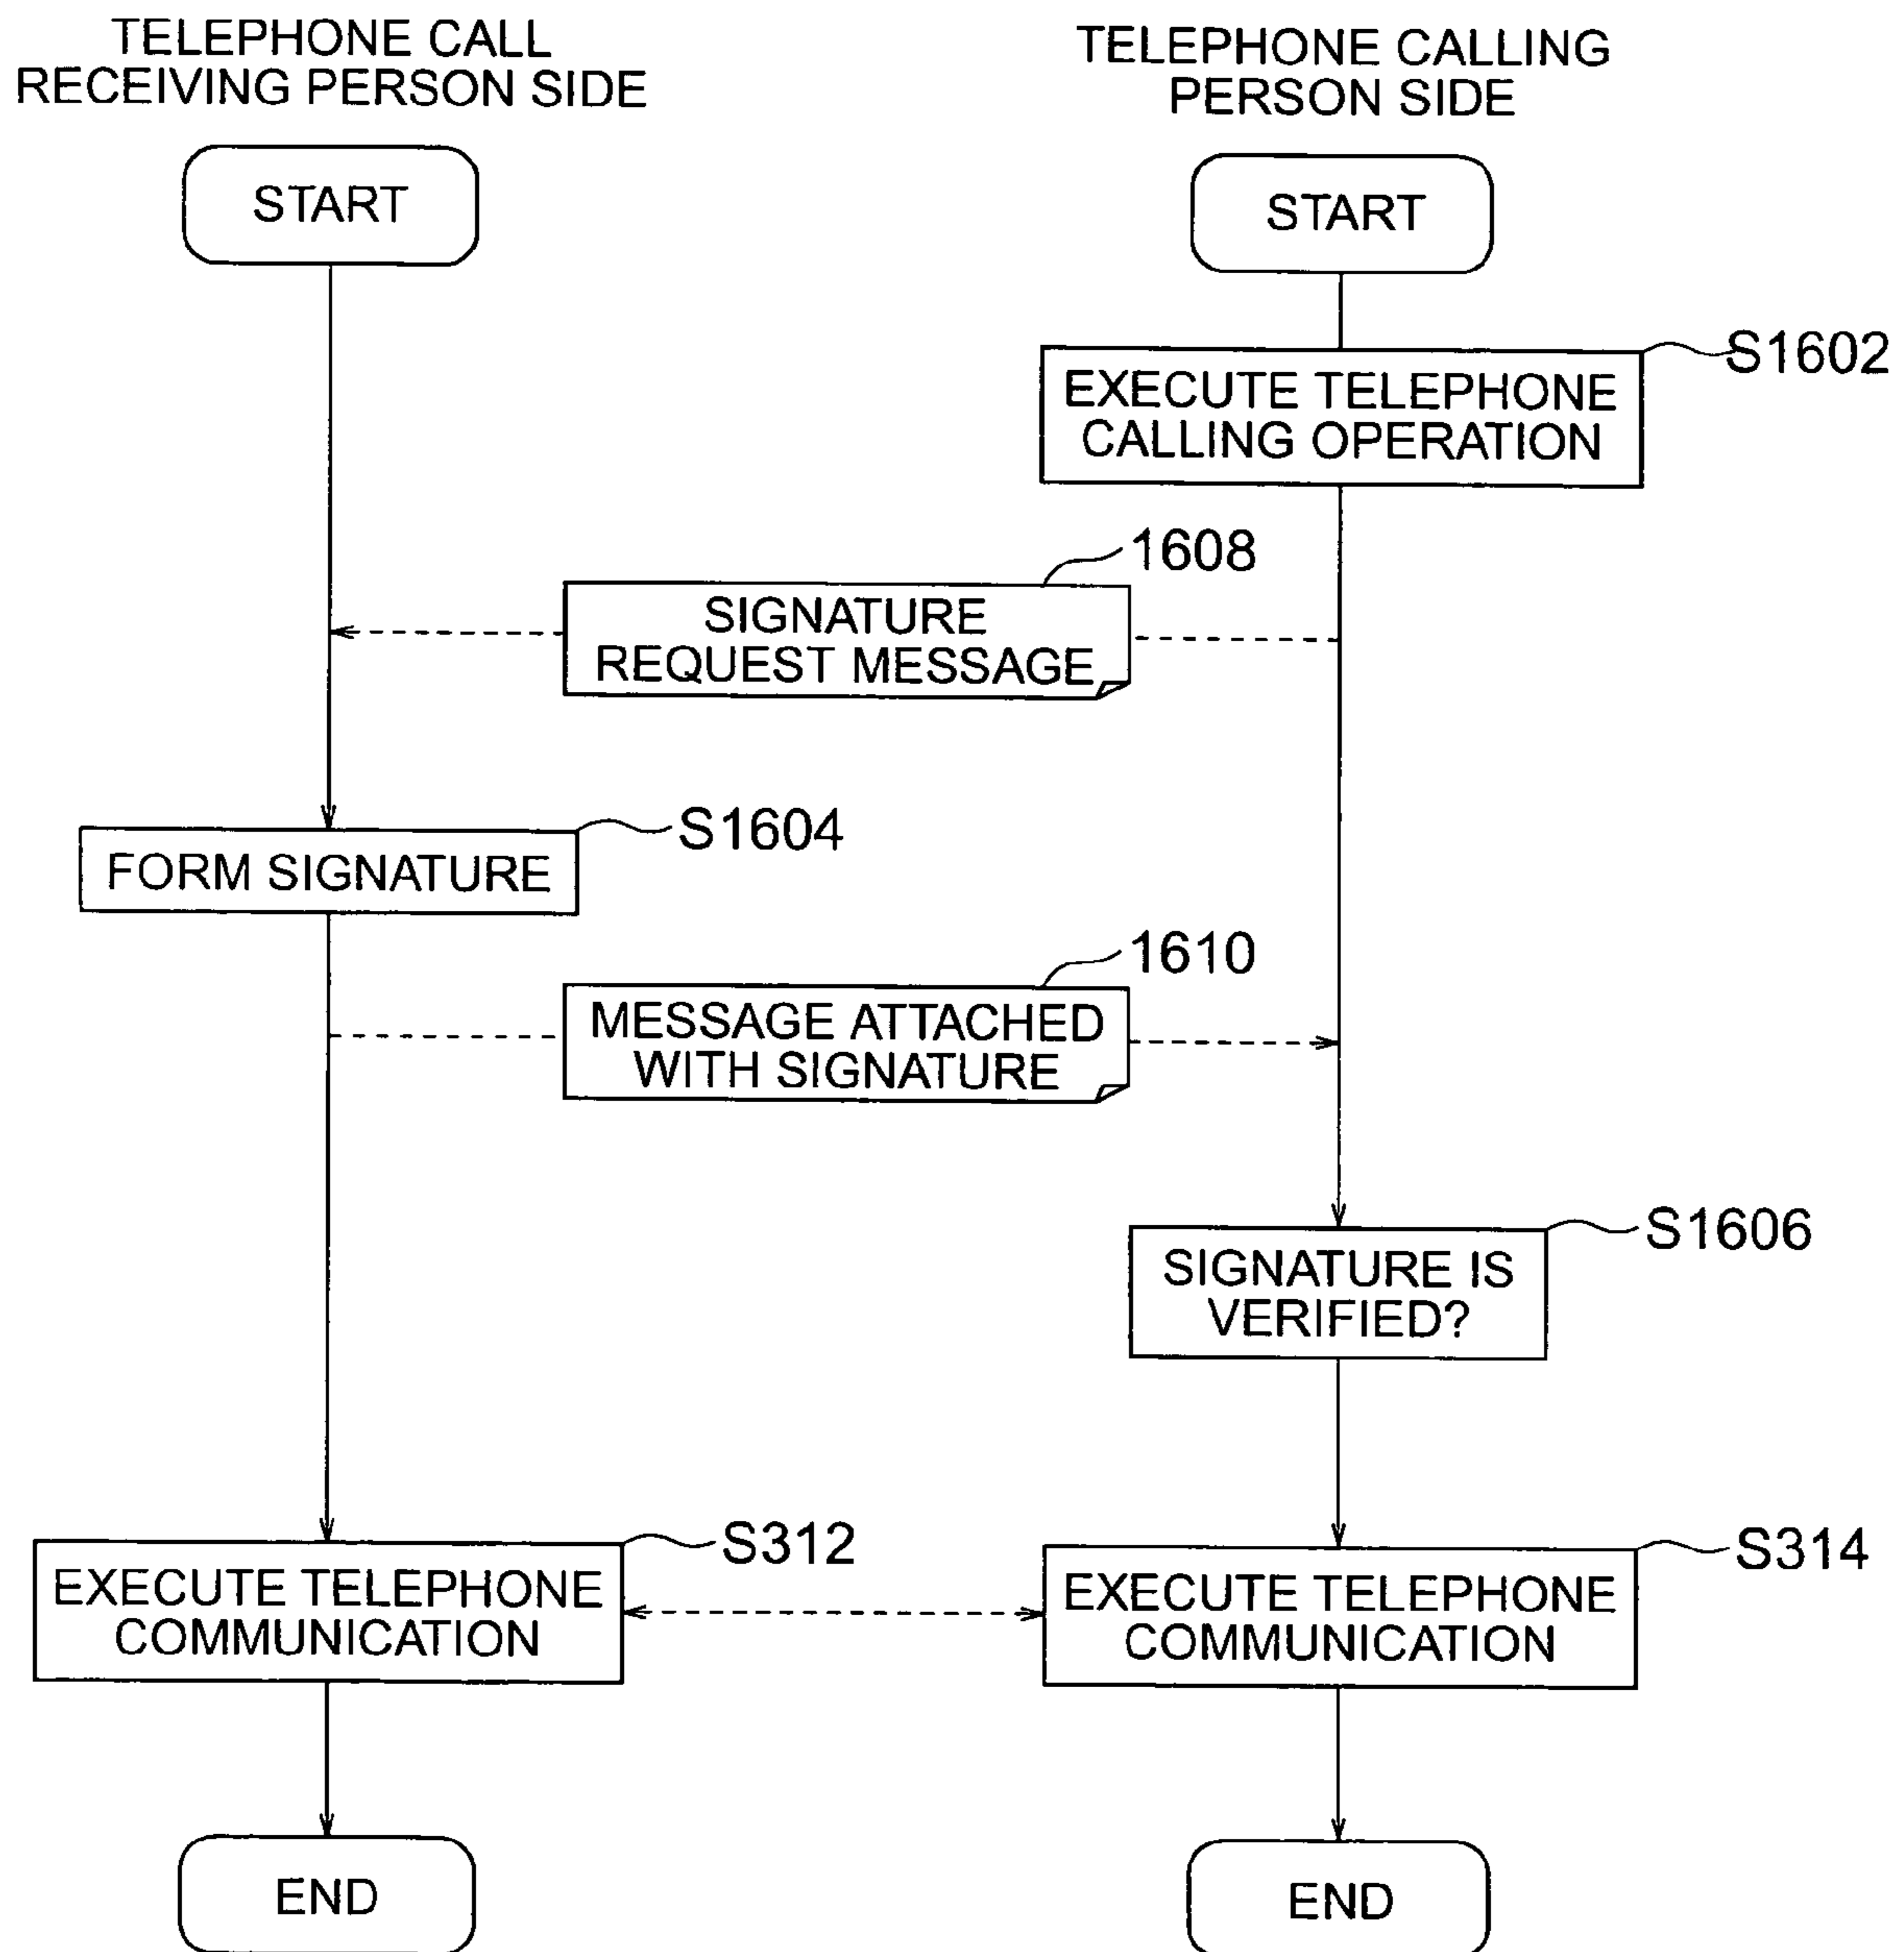 TELEPHONE CALL
RECEIVING PERSON SIDE
TELEPHONE CALLING
PERSON SIDE
START
START
S1602
EXECUTE TELEPHONE
CALLING OPERATION
1608
SIGNATURE
REQUEST MESSAGE
S1604
FORM SIGNATURE
1610
MESSAGE ATTACHED
WITH SIGNATURE
S1606
SIGNATURE IS
VERIFIED?
S312
EXECUTE TELEPHONE
COMMUNICATION
S314
EXECUTE TELEPHONE
COMMUNICATION
END
END